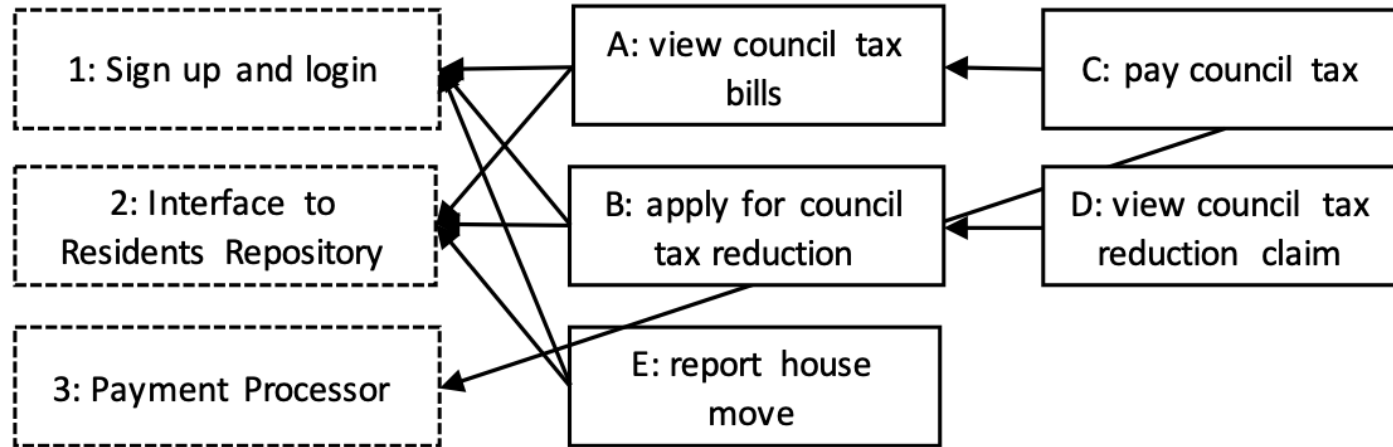 1: Sign up and login
A: view council tax
bills
C: pay council tax
2: Interface to
Residents Repository
B: apply for council
tax reduction
D: view council tax
reduction claim
3: Payment Processor
E: report house
move